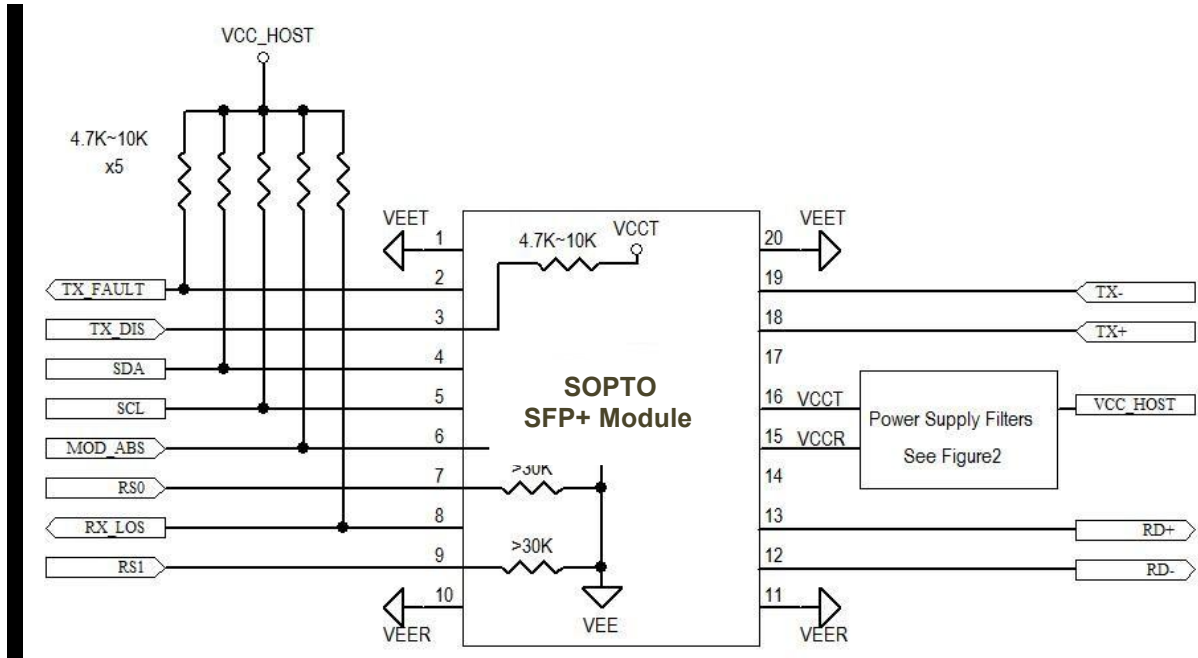 VCC_HOST
4.7K~10K
x5
VEET
1
4.7K~10K
VCCT
20
VEET
TX_FAULT
2
19
TX-
TX_DIS
3
18
TX+
SDA
4
17
SCL
5
SOPTO
SFP+ Module
16
VCCT
Power Supply Filters
See Figure2
VCC_HOST
MOD_ABS
6
15
VCCR
RS0
7
>30K
14
RX_LOS
8
13
RD+
RS1
9
>30K
12
RD-
10
VEER
VEE
11
VEER